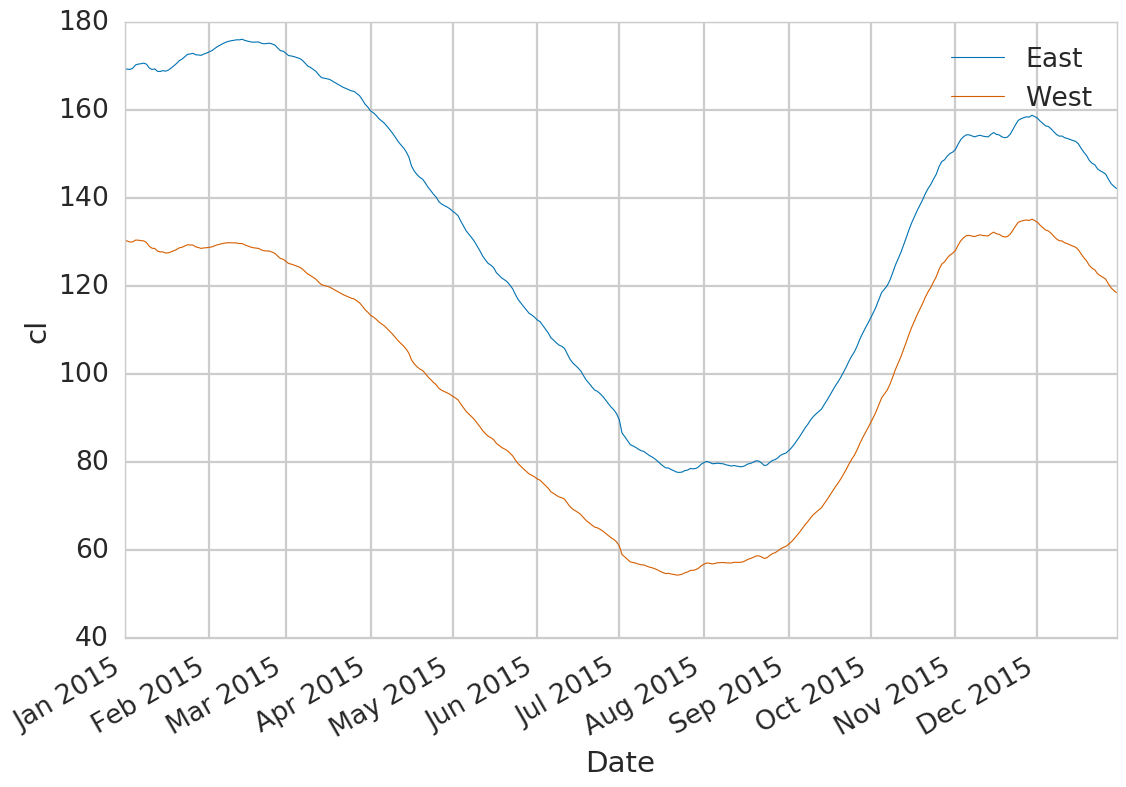 180
160
140
120
100
80
60
40
cl
East
West
Jan 2015
Feb 2015
Mar 2015
Apr 2015
May 2015
Jun 2015
Jul 2015
Aug 2015
Sep 2015
Oct 2015
Nov 2015
Dec 2015
Date